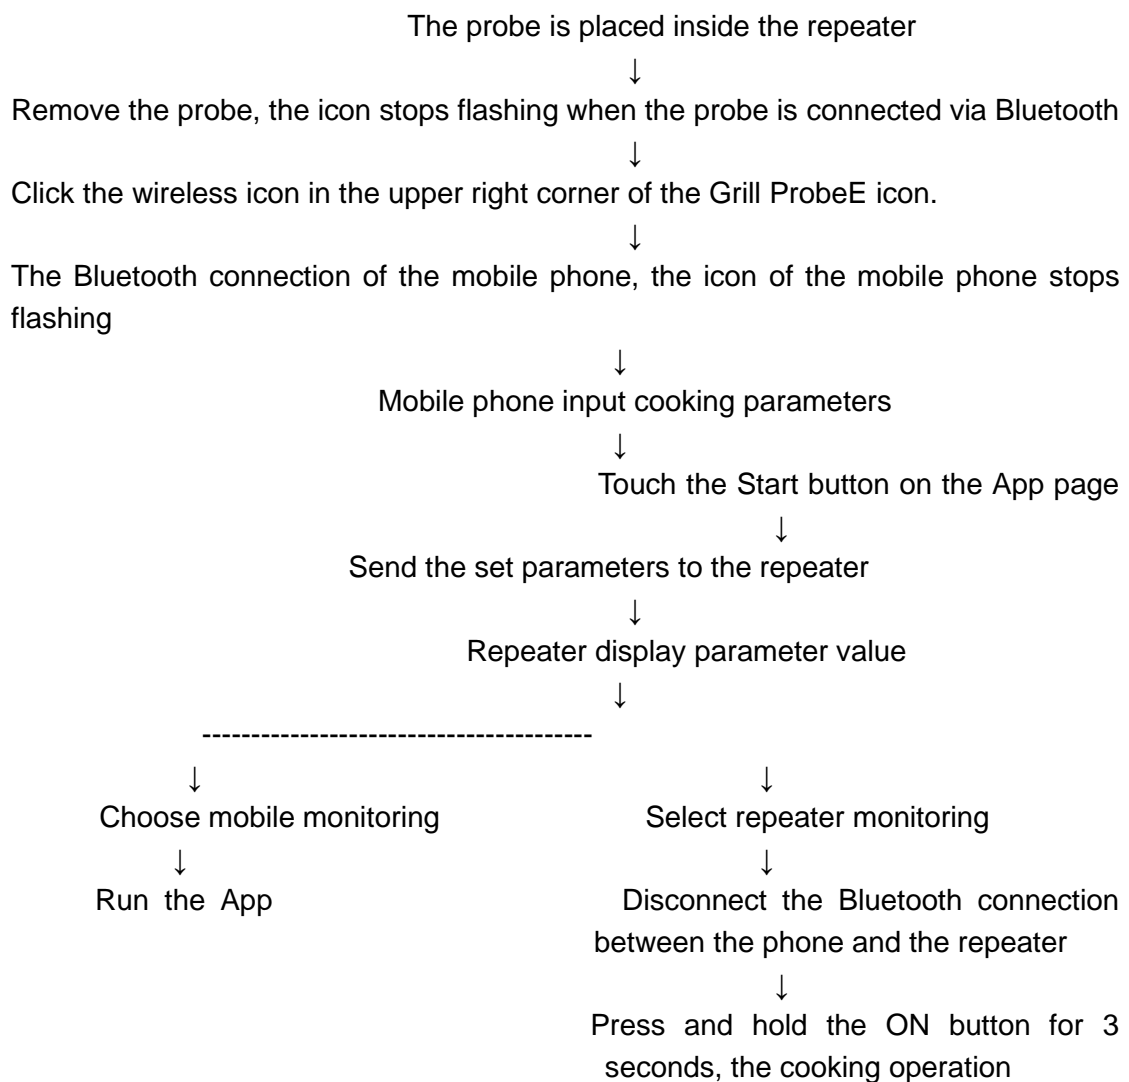 The probe is placed inside the repeater
↓
Remove the probe, the icon stops flashing when the probe is connected via Bluetooth
↓
Click the wireless icon in the upper right corner of the Grill ProbeE icon.
↓
The Bluetooth connection of the mobile phone, the icon of the mobile phone stops
flashing
↓
Mobile phone input cooking parameters
↓
Touch the Start button on the App page
↓
Send the set parameters to the repeater
↓
Repeater display parameter value
↓
----------------------------------------
↓ ↓
Choose mobile monitoring Select repeater monitoring
↓ ↓
Run the App Disconnect the Bluetooth connection
between the phone and the repeater
↓
Press and hold the ON button for 3
seconds, the cooking operation